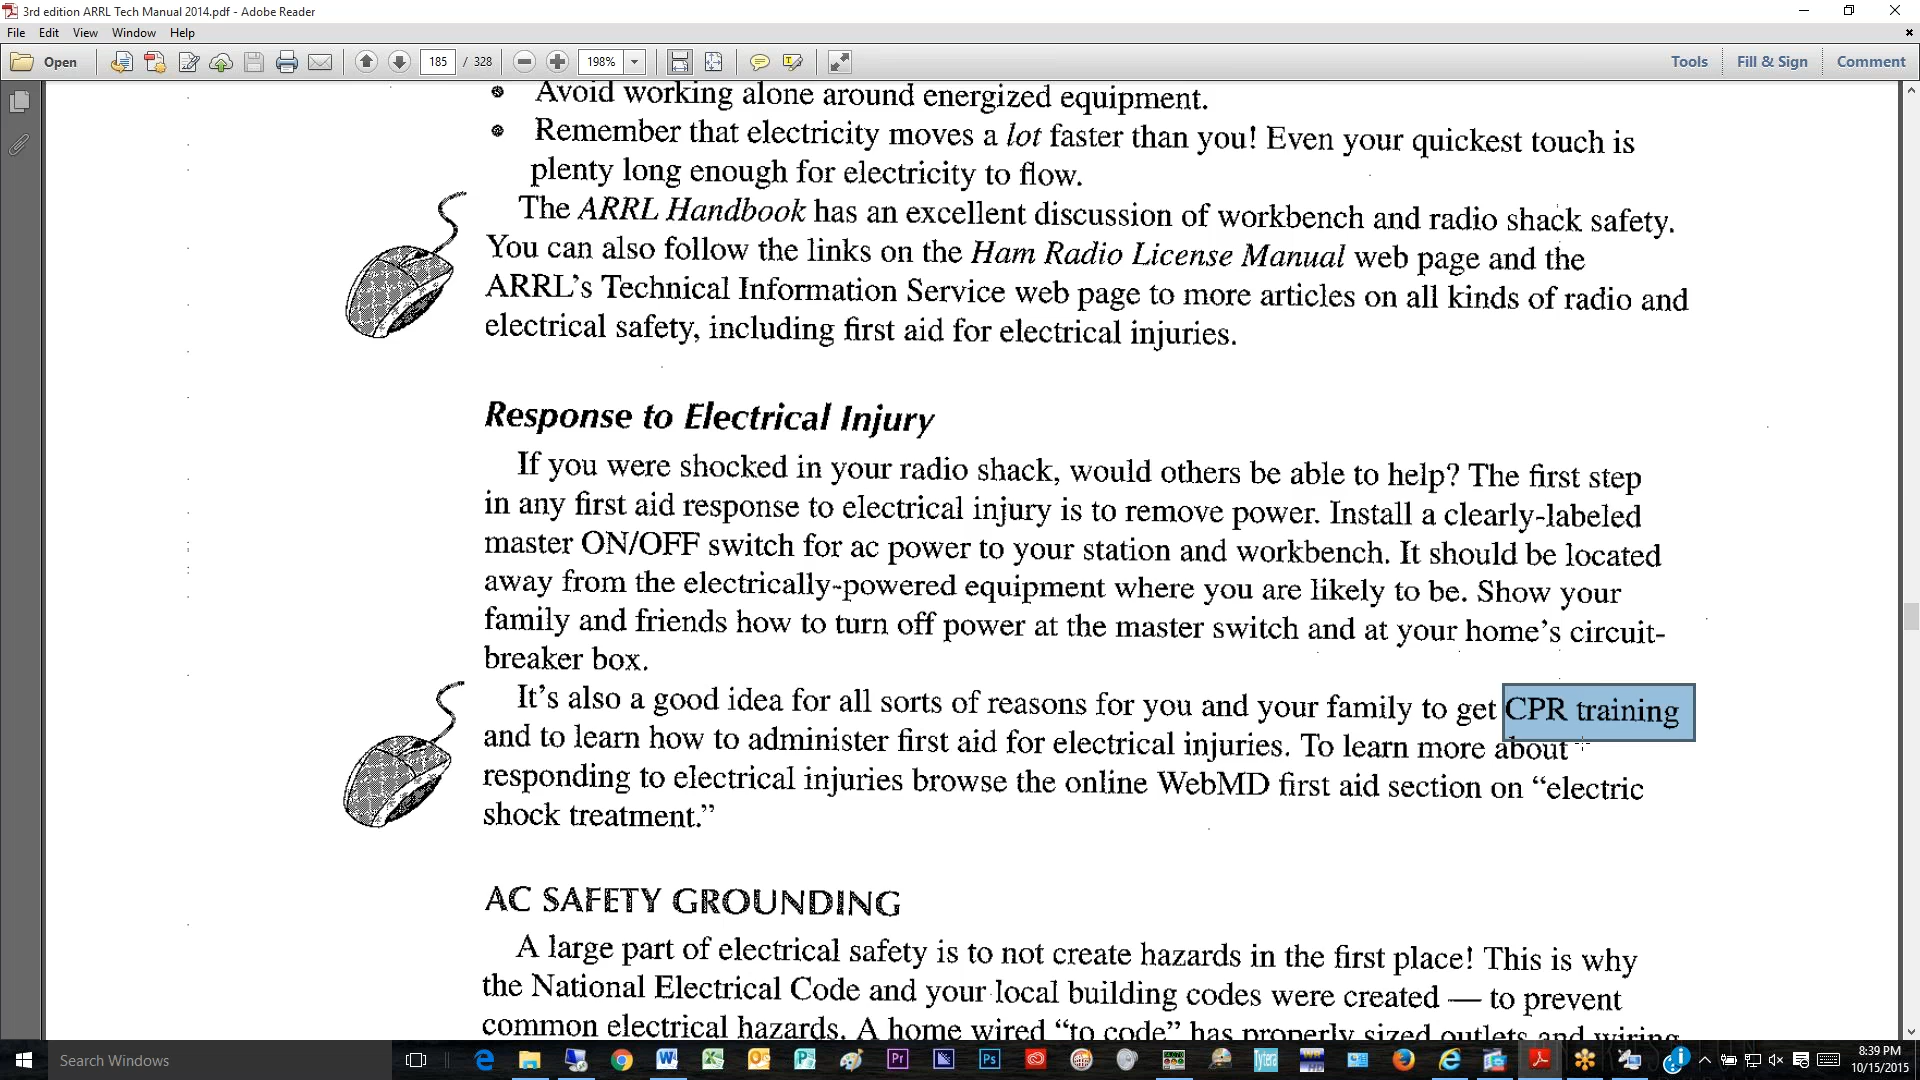 3rd edition ARRL Tech Manual 2014.pdf - Adobe Reader
File Edit View Window Help
Open 185 / 328 198% Tools Fill & Sign Comment
Avoid working alone around energized equipment.
Remember that electricity moves a lot faster than you! Even your quickest touch is
plenty long enough for electricity to flow.
The ARRL Handbook has an excellent discussion of workbench and radio shack safety.
You can also follow the links on the Ham Radio License Manual web page and the
ARRL's Technical Information Service web page to more articles on all kinds of radio and
electrical safety, including first aid for electrical injuries.
Response to Electrical Injury
If you were shocked in your radio shack, would others be able to help? The first step
in any first aid response to electrical injury is to remove power. Install a clearly-labeled
master ON/OFF switch for ac power to your station and workbench. It should be located
away from the electrically-powered equipment where you are likely to be. Show your
family and friends how to turn off power at the master switch and at your home's circuit-
breaker box.
It's also a good idea for all sorts of reasons for you and your family to get CPR training
and to learn how to administer first aid for electrical injuries. To learn more about
responding to electrical injuries browse the online WebMD first aid section on “electric
shock treatment.”
AC SAFETY GROUNDING
A large part of electrical safety is to not create hazards in the first place! This is why
the National Electrical Code and your local building codes were created — to prevent
common electrical hazards. A home wired “to code” has properly sized outlets and wiring
Search Windows
8:39 PM
10/15/2015